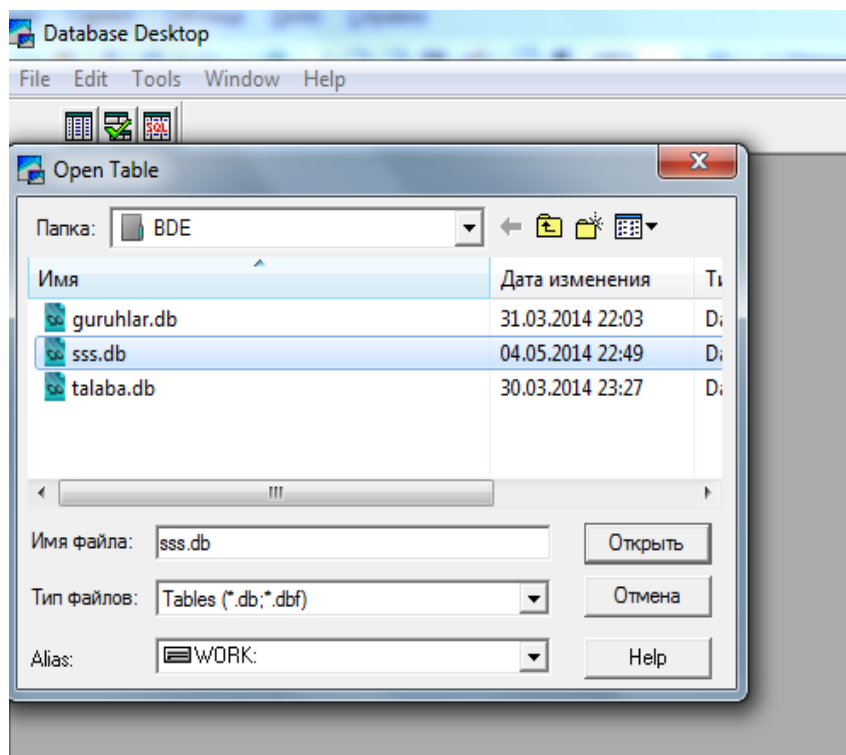 Database Desktop
File Edit Tools Window Help
SQL
Open Table
Папка: BDE
Имя Дата изменения
guruhlar.db 31.03.2014 22:03
sss.db 04.05.2014 22:49
talaba.db 30.03.2014 23:27
Имя файла: sss.db Открыть
Тип файлов: Tables (*.db;*.dbf) Отмена
Alias: WORK: Help